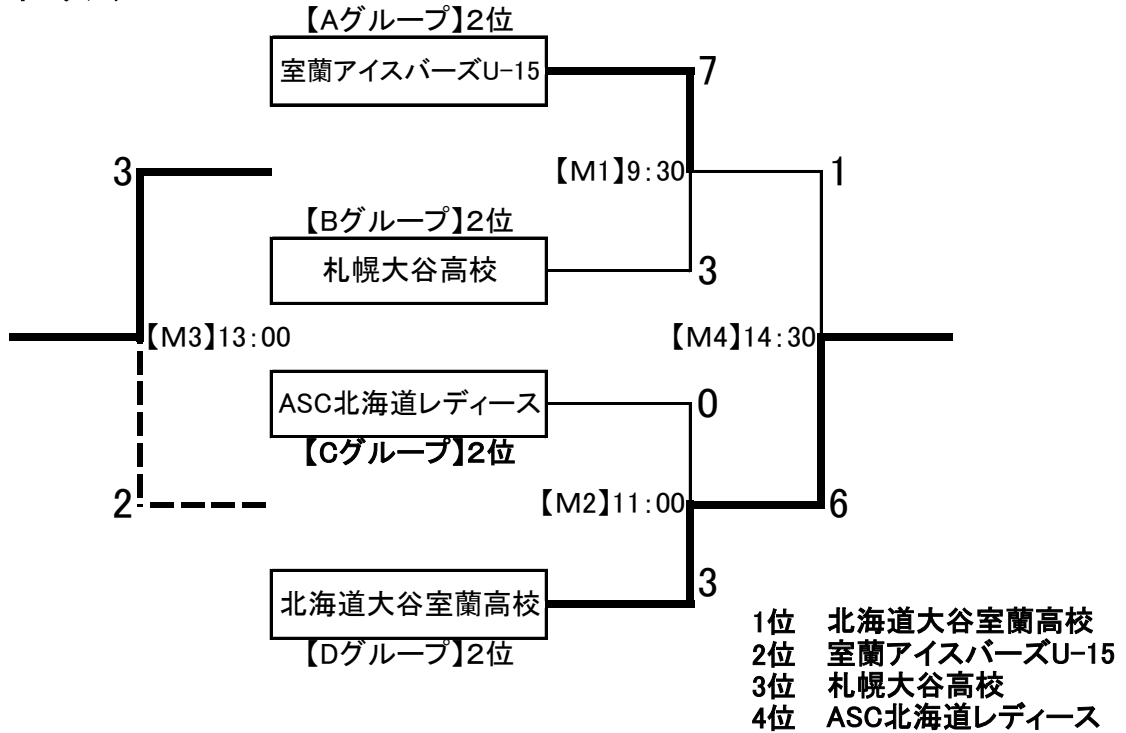 【Aグループ】2位
室蘭アイスバーズU-15
7
3
【M1】9:30
1
【Bグループ】2位
札幌大谷高校
3
【M3】13:00
【M4】14:30
ASC北海道レディース
0
【Cグループ】2位
2
【M2】11:00
6
3
北海道大谷室蘭高校
【Dグループ】2位
1位 北海道大谷室蘭高校
2位 室蘭アイスバーズU-15
3位 札幌大谷高校
4位 ASC北海道レディース